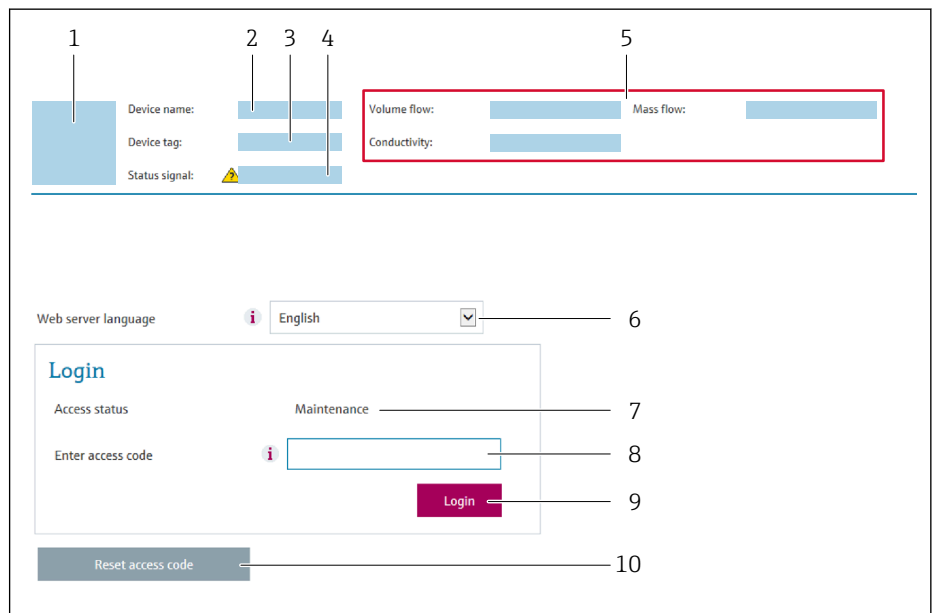 1 2 3 4 5
Device name: Volume flow: Mass flow:
Device tag: Conductivity:
Status signal: ?
Web server language i English 6
Login
Access status Maintenance 7
Enter access code i 8
Login 9
Reset access code 10